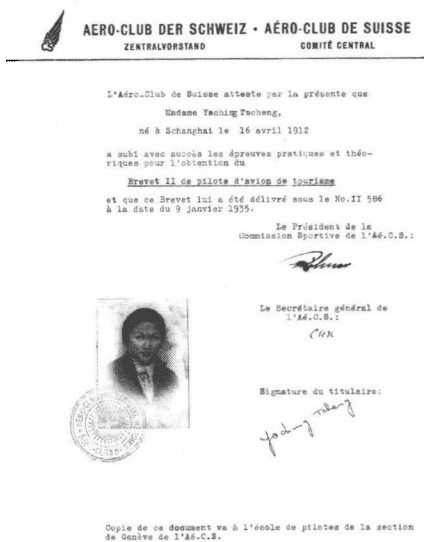 AERO-CLUB DER SCHWEIZ • AÉRO-CLUB DE SUISSE
ZENTRALVORSTAND COMITÉ CENTRAL
L'Aéro-Club de Suisse atteste par la présente que
Madame Yaching Tscheng,
né à Schanghai le 16 avril 1912
a subi avec succès les épreuves pratiques et théo-
riques pour l'obtention du
Brevet II de pilote d'avion de tourisme
et que ce Brevet lui a été délivré sous le No.II 586
à la date du 9 janvier 1935.
Le Président de la
Commission Sportive de l'Aé.C.S.:
Le Secrétaire général de
l'Aé.C.S.:
Signature du titulaire:
Copie de ce document va à l'école de pilotes de la section
de Genève de l'Aé.C.S.